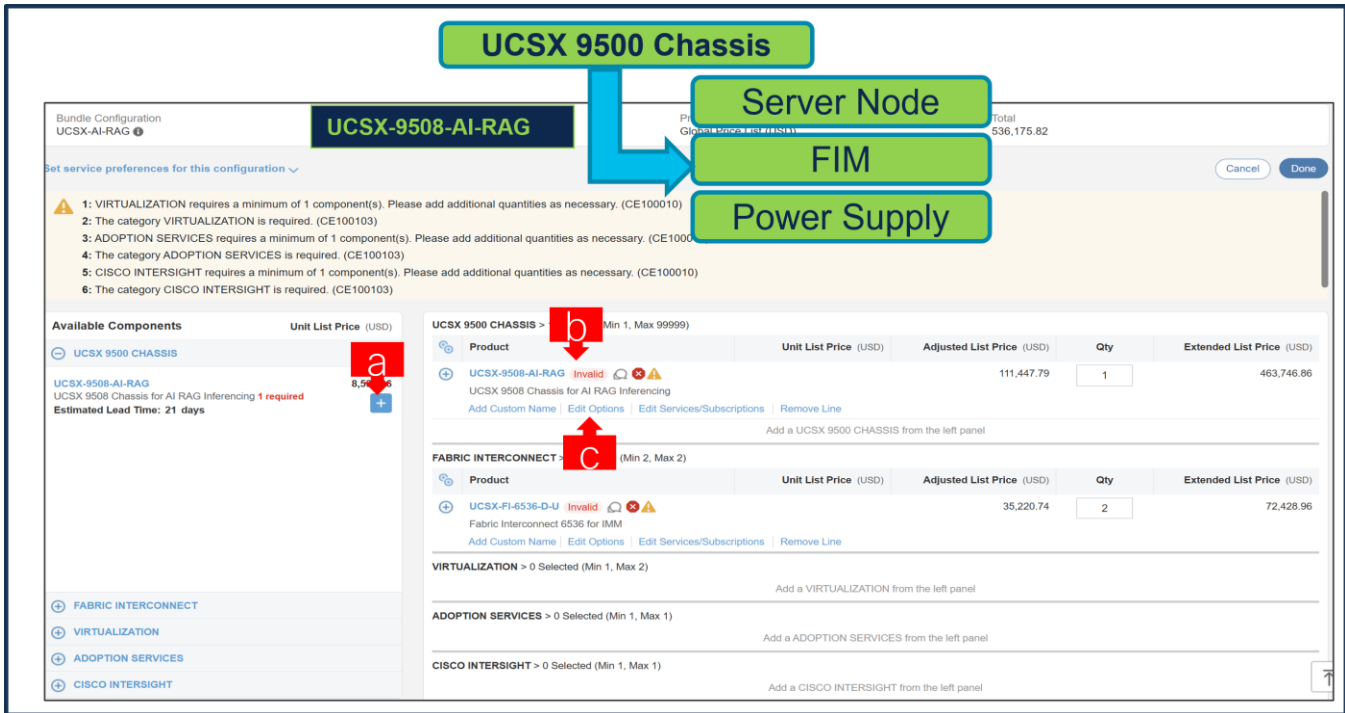 UCSX 9500 Chassis
Server Node
FIM
Power Supply
UCSX-9508-AI-RAG
Bundle Configuration
UCSX-AI-RAG
Global Price List (USD)
Total
536,175.82
Set service preferences for this configuration
Cancel Done
1: VIRTUALIZATION requires a minimum of 1 component(s). Please add additional quantities as necessary. (CE100010)
2: The category VIRTUALIZATION is required. (CE100103)
3: ADOPTION SERVICES requires a minimum of 1 component(s). Please add additional quantities as necessary.
4: The category ADOPTION SERVICES is required. (CE100103)
5: CISCO INTERSIGHT requires a minimum of 1 component(s). Please add additional quantities as necessary. (CE100010)
6: The category CISCO INTERSIGHT is required. (CE100103)
Available Components Unit List Price (USD)
UCSX 9500 CHASSIS
a
UCSX-9508-AI-RAG
UCSX 9508 Chassis for AI RAG Inferencing 1 required
Estimated Lead Time: 21 days
+
FABRIC INTERCONNECT
VIRTUALIZATION
ADOPTION SERVICES
CISCO INTERSIGHT
UCSX 9500 CHASSIS > (Min 1, Max 99999)
b
Product Unit List Price (USD) Adjusted List Price (USD) Qty Extended List Price (USD)
UCSX-9508-AI-RAG Invalid 111,447.79 1 463,746.86
UCSX 9508 Chassis for AI RAG Inferencing
Add Custom Name | Edit Options | Edit Services/Subscriptions | Remove Line
Add a UCSX 9500 CHASSIS from the left panel
c
FABRIC INTERCONNECT > (Min 2, Max 2)
Product Unit List Price (USD) Adjusted List Price (USD) Qty Extended List Price (USD)
UCSX-FI-6536-D-U Invalid 35,220.74 2 72,428.96
Fabric Interconnect 6536 for IMM
Add Custom Name | Edit Options | Edit Services/Subscriptions | Remove Line
VIRTUALIZATION > 0 Selected (Min 1, Max 2)
Add a VIRTUALIZATION from the left panel
ADOPTION SERVICES > 0 Selected (Min 1, Max 1)
Add a ADOPTION SERVICES from the left panel
CISCO INTERSIGHT > 0 Selected (Min 1, Max 1)
Add a CISCO INTERSIGHT from the left panel